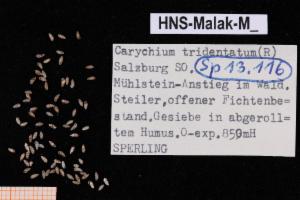 HNS-Malak-M_
Carychium tridentatum(R)
Salzburg SO. Sp 13.116
Mühlstein-Anstieg im Wald.
Steiler,offener Fichtenbe=
stand.Gesiebe in abgeroll=
tem Humus.O-exp.850mH
SPERLING